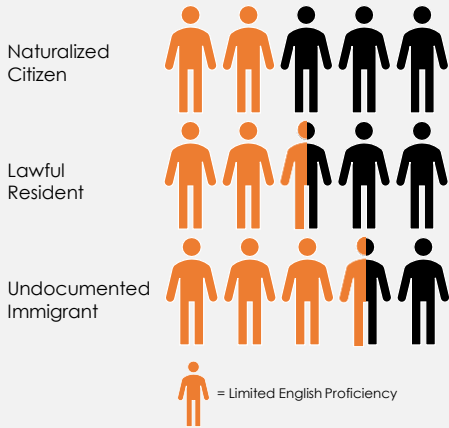 Naturalized
Citizen
Lawful
Resident
Undocumented
Immigrant
= Limited English Proficiency